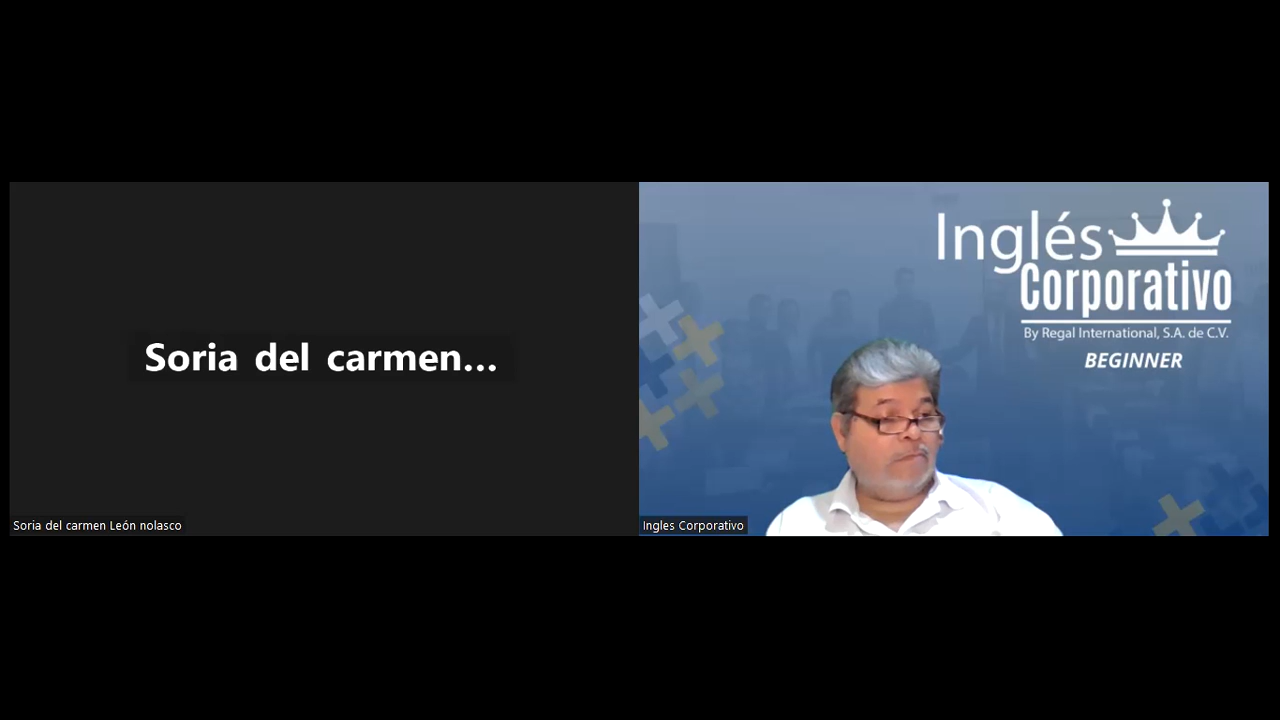 Soria del carmen...
Soria del carmen León nolasco
Inglés
Corporativo
By Regal International, S.A. de C.V.
BEGINNER
Ingles Corporativo